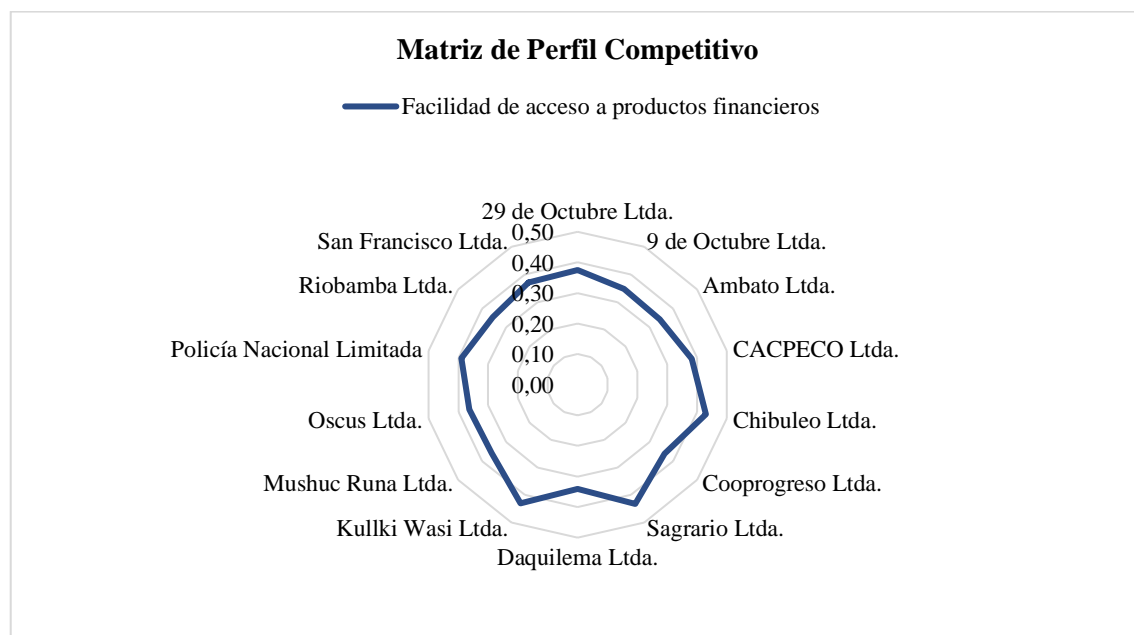 Matriz de Perfil Competitivo
Facilidad de acceso a productos financieros
29 de Octubre Ltda.
9 de Octubre Ltda.
Ambato Ltda.
CACPECO Ltda.
Chibuleo Ltda.
Cooprogreso Ltda.
Sagrario Ltda.
Daquilema Ltda.
Kullki Wasi Ltda.
Mushuc Runa Ltda.
Oscus Ltda.
Policía Nacional Limitada
Riobamba Ltda.
San Francisco Ltda.
0,50
0,40
0,30
0,20
0,10
0,00